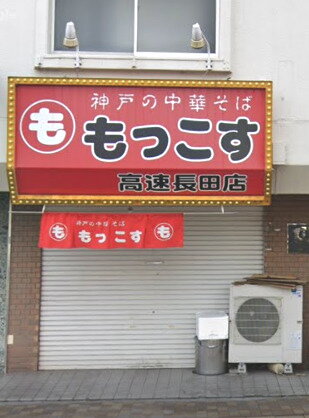 神戸の中華そば
も もっこす
高速長田店
神戸の中華そば
も もっこす も